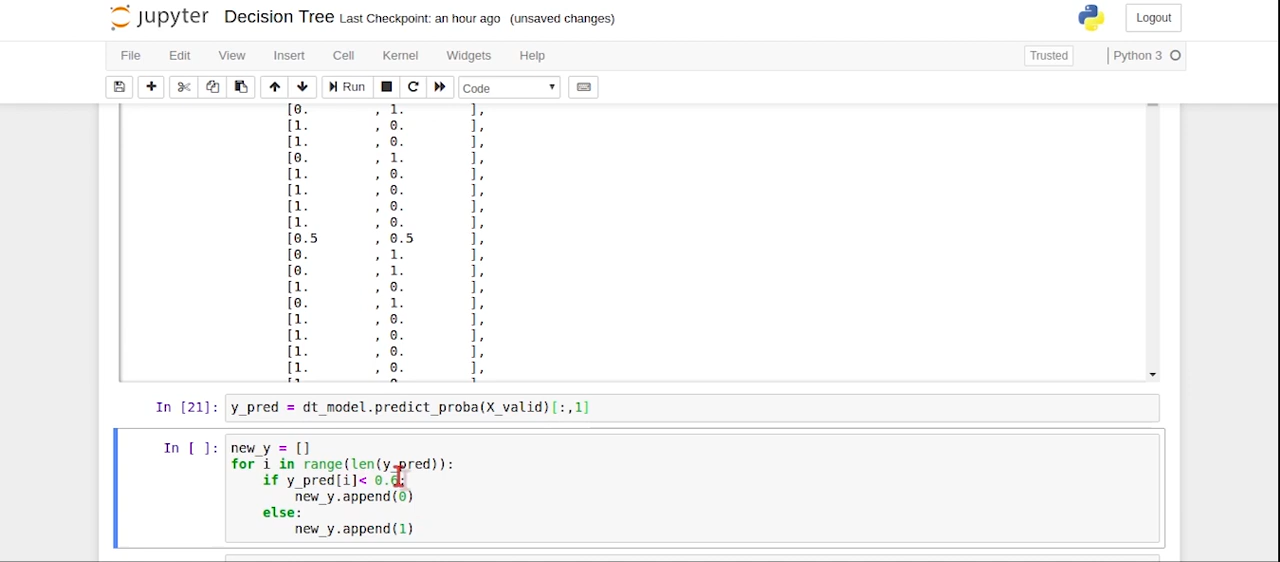 jupyter Decision Tree Last Checkpoint: an hour ago (unsaved changes) Logout
File Edit View Insert Cell Kernel Widgets Help Trusted Python 3
Run Code
[0. , 1. ],
[1. , 0. ],
[1. , 0. ],
[0. , 1. ],
[1. , 0. ],
[1. , 0. ],
[1. , 0. ],
[1. , 0. ],
[0.5 , 0.5 ],
[0. , 1. ],
[0. , 1. ],
[1. , 0. ],
[0. , 1. ],
[1. , 0. ],
[1. , 0. ],
[1. , 0. ],
[1. , 0. ],
In [21]: y_pred = dt_model.predict_proba(X_valid)[:,1]
In [ ]: new_y = []
for i in range(len(y_pred)):
if y_pred[i]< 0.6:
new_y.append(0)
else:
new_y.append(1)